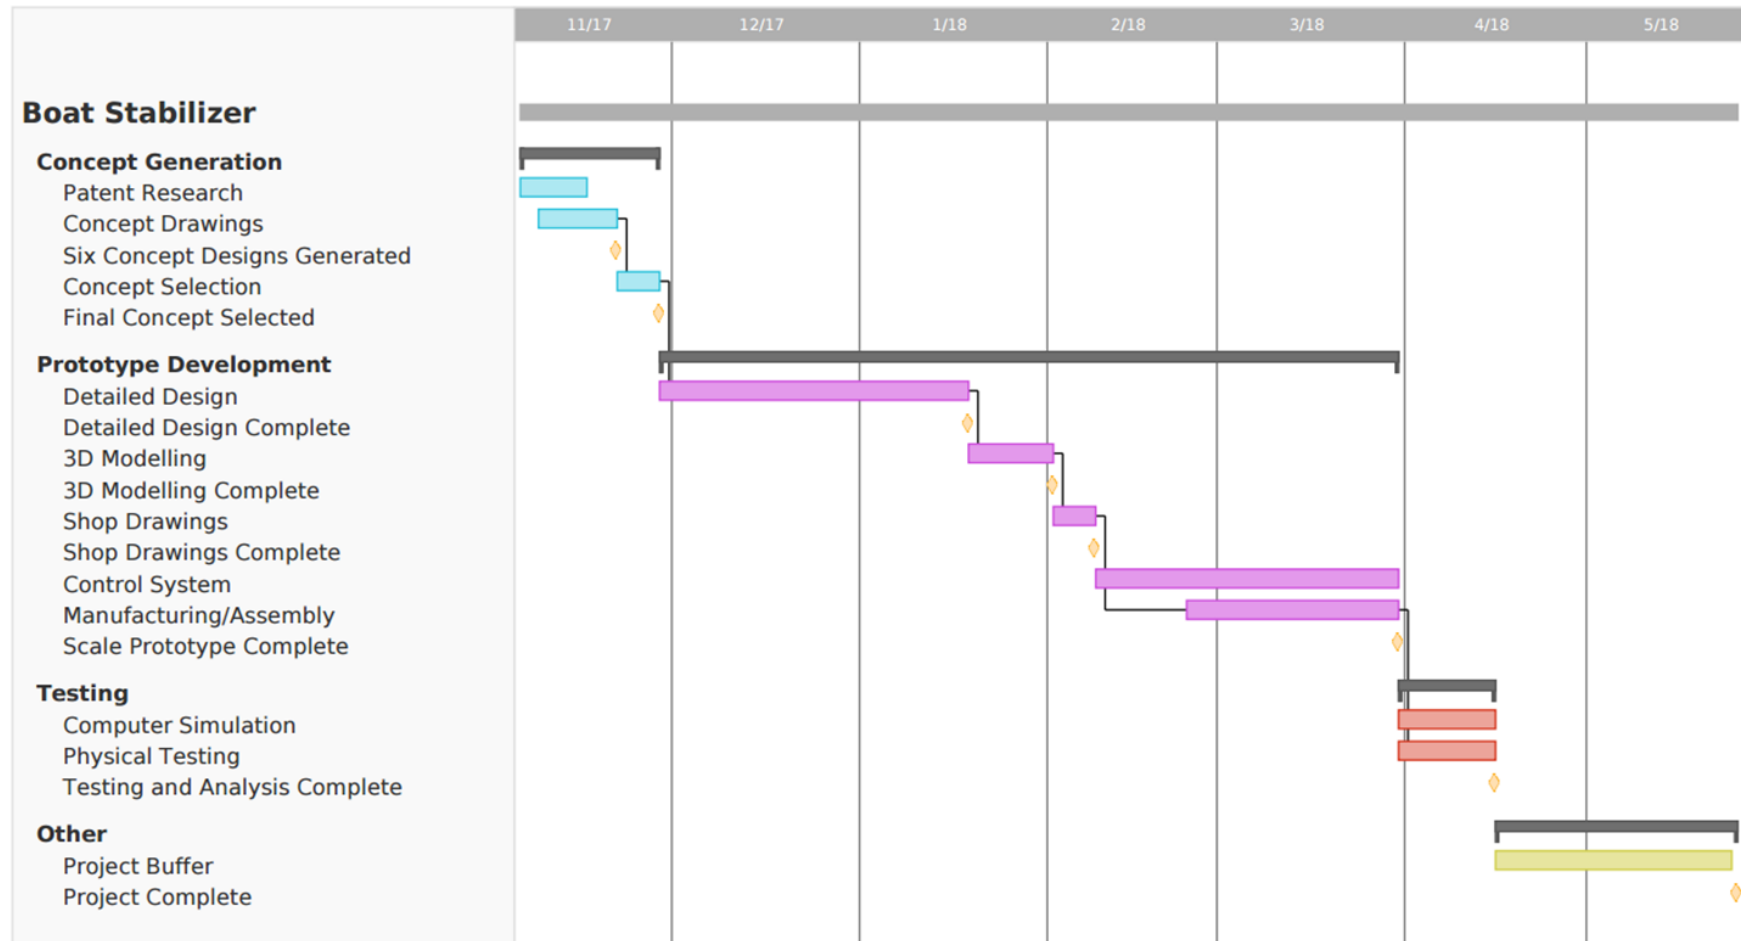 11/17 12/17 1/18 2/18 3/18 4/18 5/18
Boat Stabilizer
Concept Generation
Patent Research
Concept Drawings
Six Concept Designs Generated
Concept Selection
Final Concept Selected
Prototype Development
Detailed Design
Detailed Design Complete
3D Modelling
3D Modelling Complete
Shop Drawings
Shop Drawings Complete
Control System
Manufacturing/Assembly
Scale Prototype Complete
Testing
Computer Simulation
Physical Testing
Testing and Analysis Complete
Other
Project Buffer
Project Complete